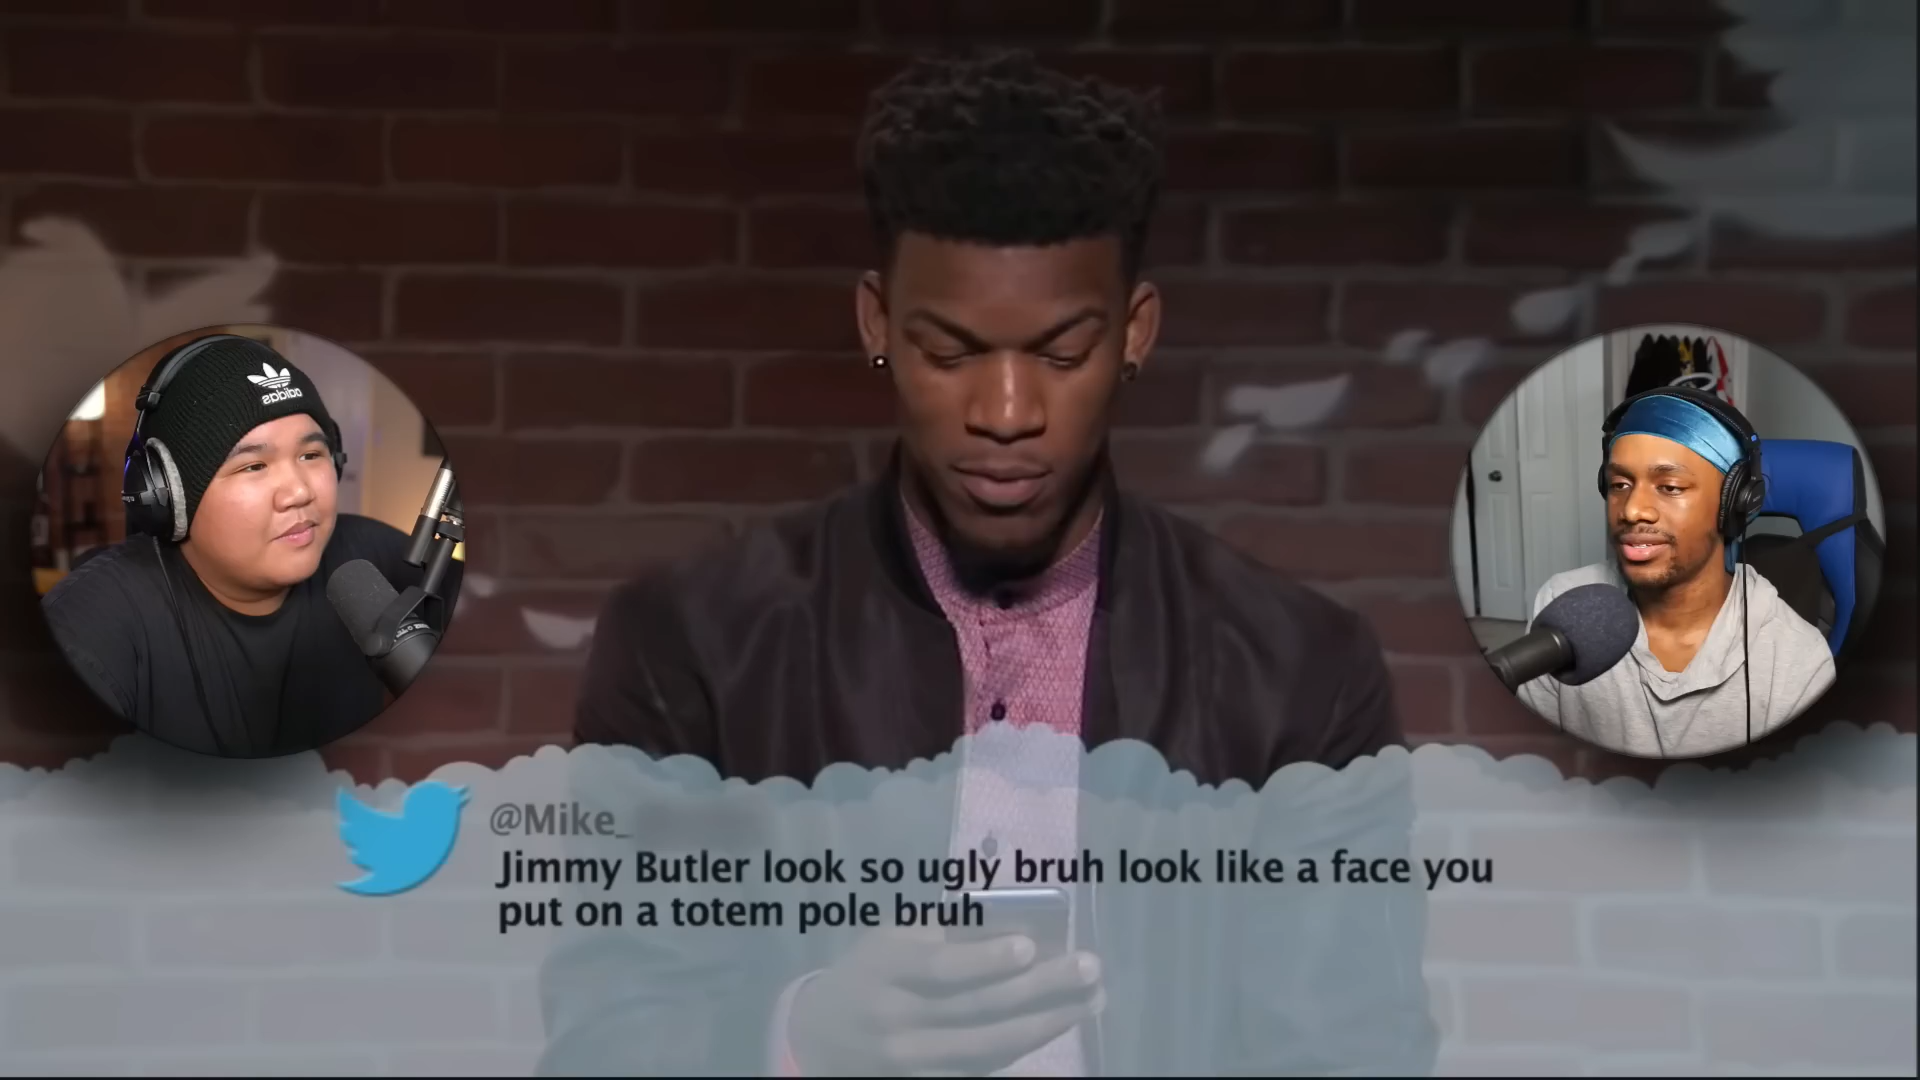 adidas
@Mike_
Jimmy Butler look so ugly bruh look like a face you
put on a totem pole bruh